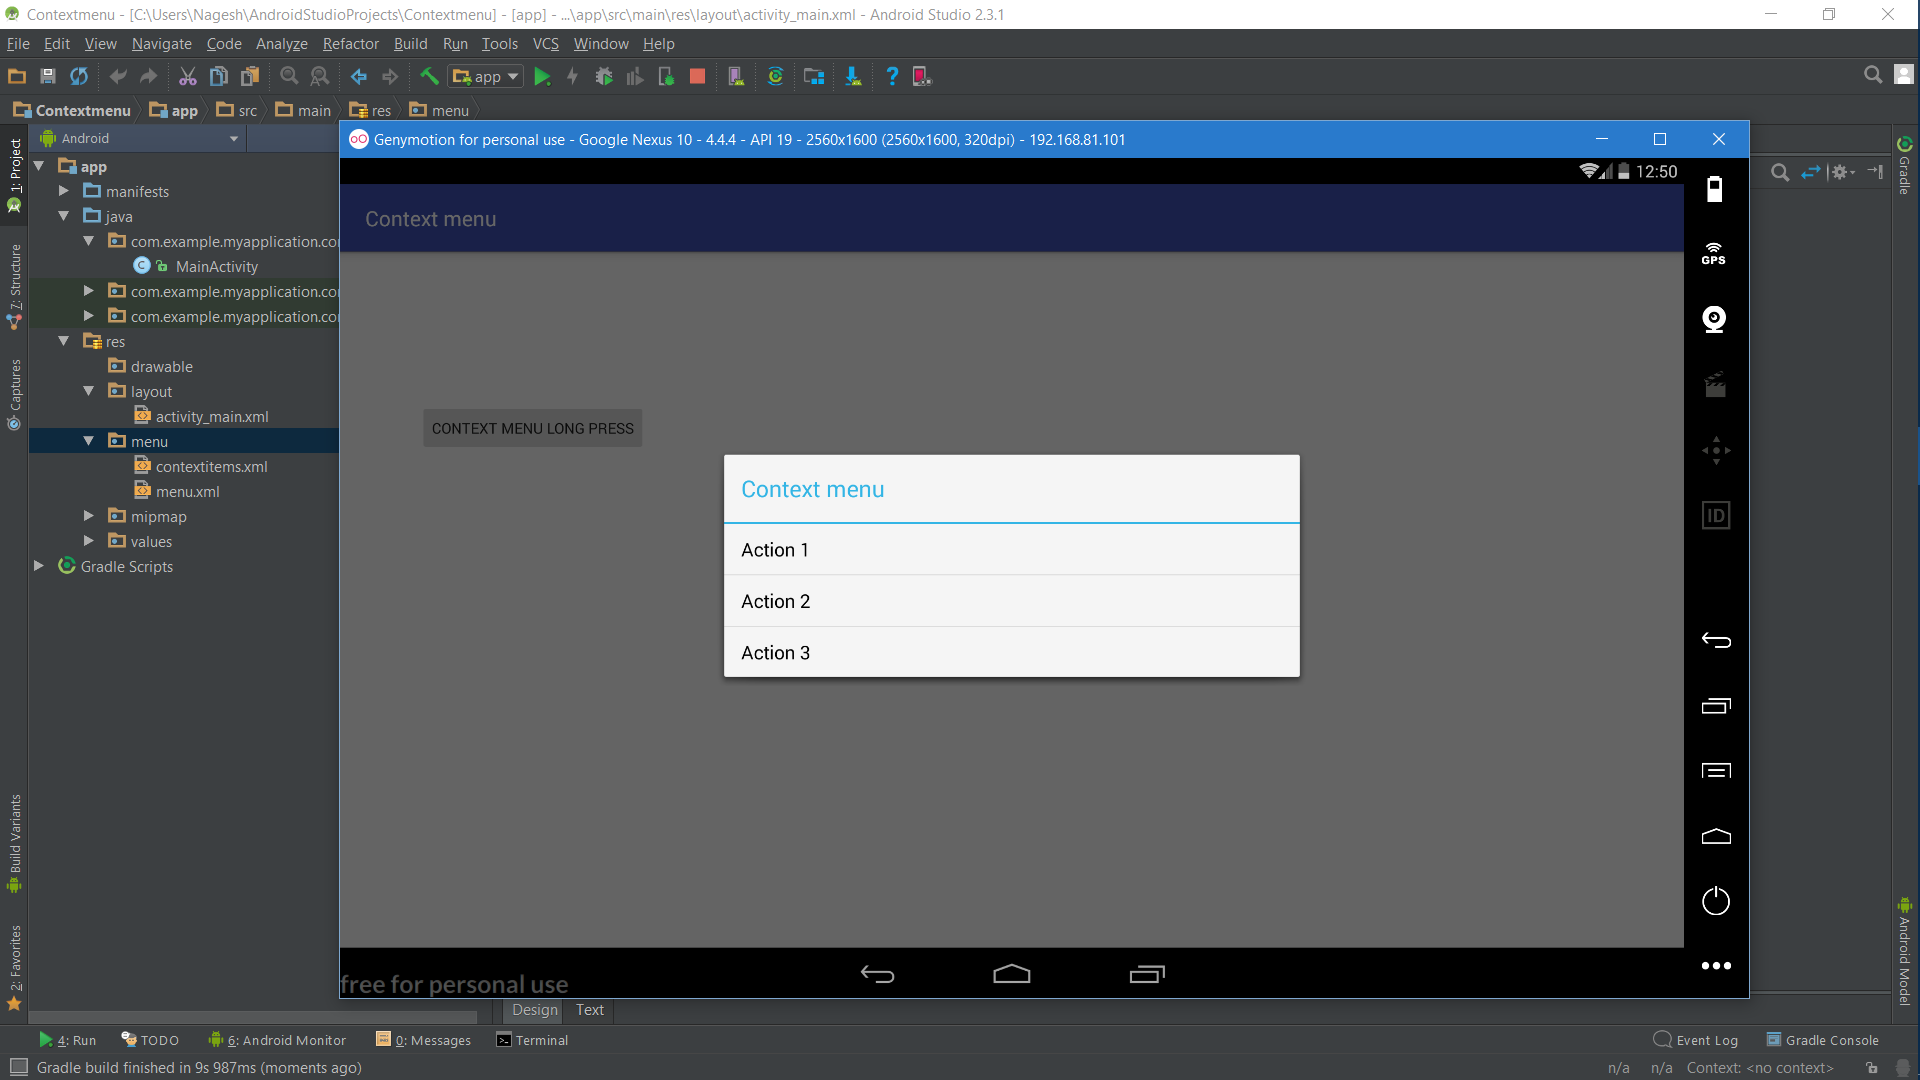 Contextmenu - [C:\Users\Nagesh\AndroidStudioProjects\Contextmenu] - [app] - ...\app\src\main\res\layout\activity_main.xml - Android Studio 2.3.1
File Edit View Navigate Code Analyze Refactor Build Run Tools VCS Window Help
app
Contextmenu app src main res menu
Android
Genymotion for personal use - Google Nexus 10 - 4.4.4 - API 19 - 2560x1600 (2560x1600, 320dpi) - 192.168.81.101
1: Project
7: Structure
Captures
Build Variants
2: Favorites
app
manifests
java
com.example.myapplication.co
MainActivity
com.example.myapplication.co
com.example.myapplication.co
res
drawable
layout
activity_main.xml
menu
contextitems.xml
menu.xml
mipmap
values
Gradle Scripts
12:50
Context menu
CONTEXT MENU LONG PRESS
Context menu
Action 1
Action 2
Action 3
free for personal use
GPS
ID
Gradle
Android Model
Design Text
4: Run TODO 6: Android Monitor 0: Messages Terminal Event Log Gradle Console
Gradle build finished in 9s 987ms (moments ago) n/a n/a Context: <no context>